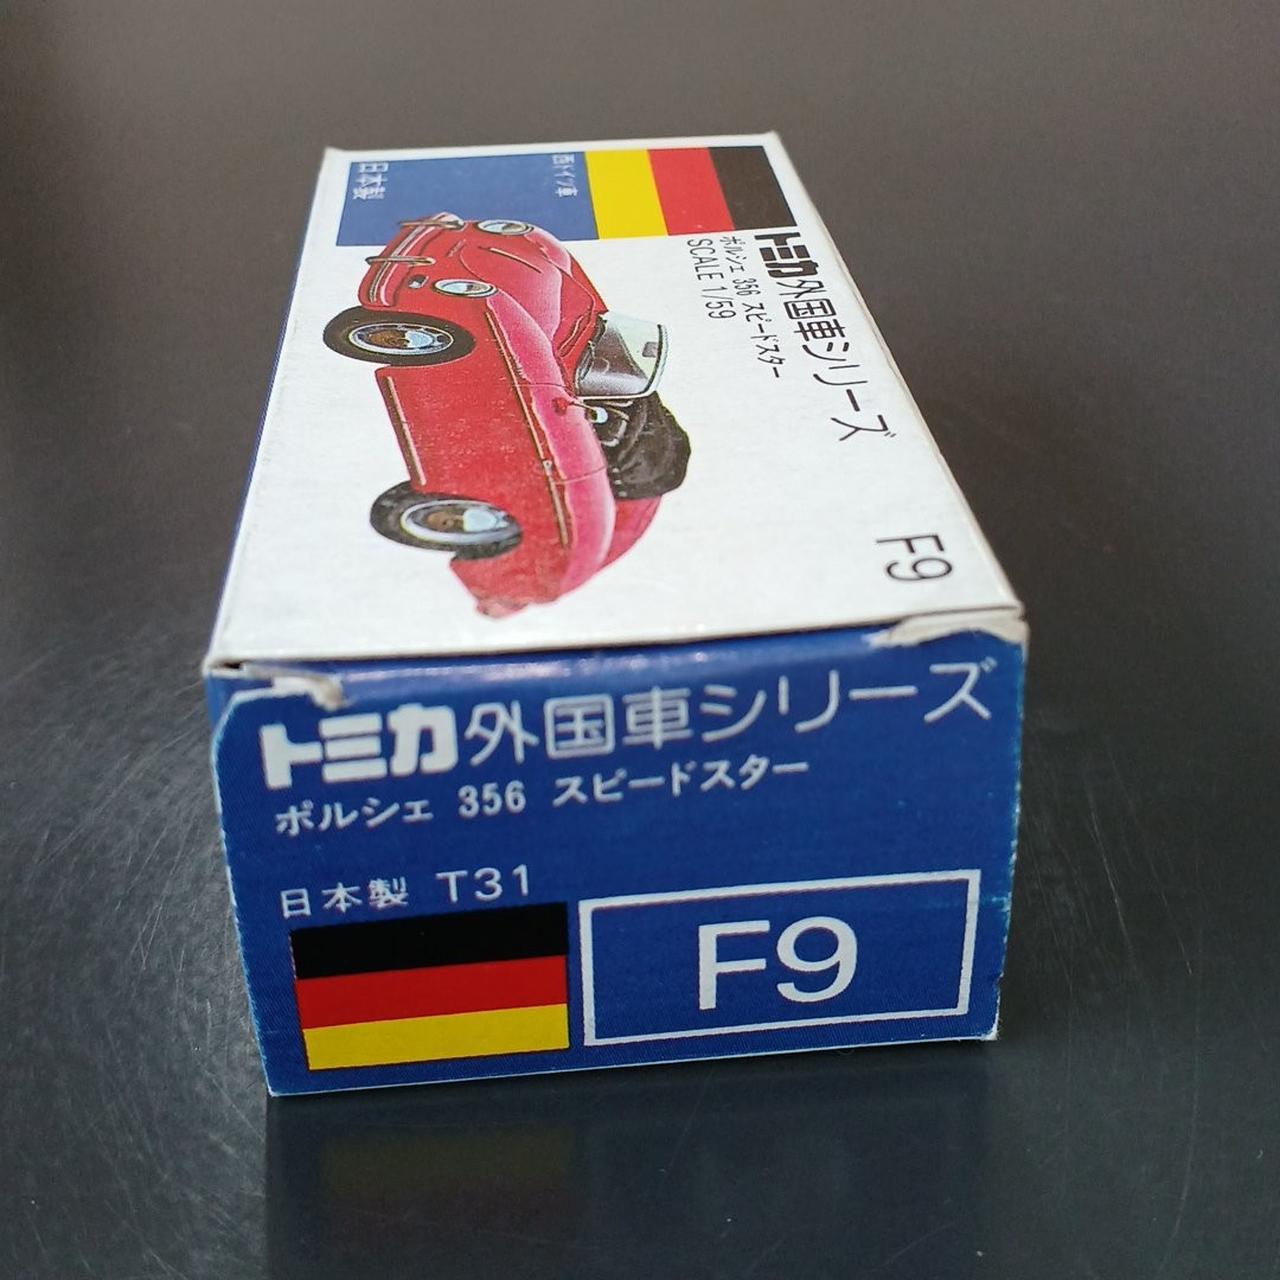 日本製
西ドイツ車
トミカ外国車シリーズ
ポルシェ 356 スピードスター
SCALE 1/59
F9
トミカ外国車シリーズ
ポルシェ 356 スピードスター
日本製 T31
F9